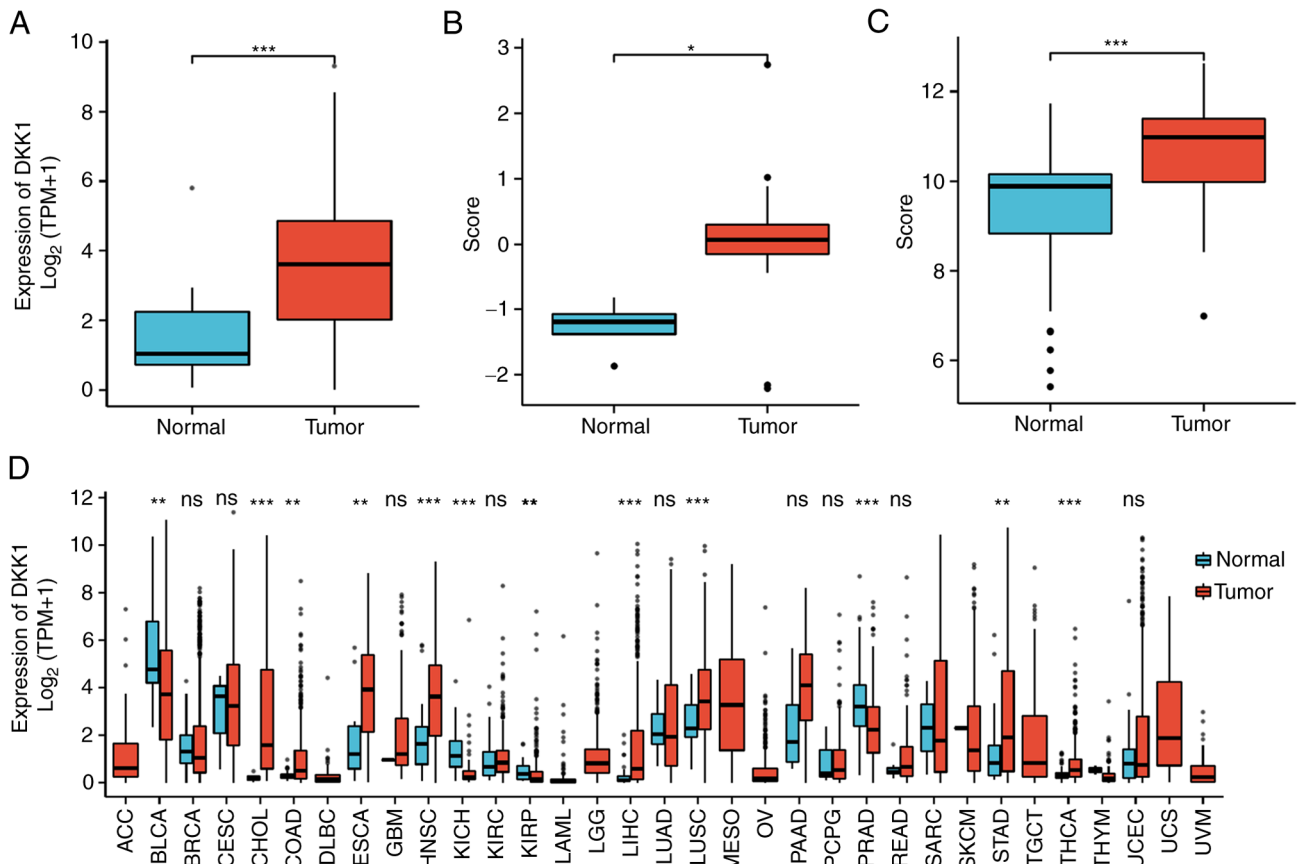 A
Expression of DKK1
Log2 (TPM+1)
10
8
6
4
2
0
***
Normal
Tumor
B
Score
3
2
1
0
−1
−2
*
Normal
Tumor
C
Score
12
10
8
6
***
Normal
Tumor
D
Expression of DKK1
Log2 (TPM+1)
12
10
8
6
4
2
0
** ns ns *** ** ** ns *** *** ns ** *** ns *** ns ns *** ns ** *** ns
Normal
Tumor
ACC
BLCA
BRCA
CESC
CHOL
COAD
DLBC
ESCA
GBM
HNSC
KICH
KIRC
KIRP
LAML
LGG
LIHC
LUAD
LUSC
MESO
OV
PAAD
PCPG
PRAD
READ
SARC
SKCM
STAD
TGCT
THCA
THYM
UCEC
UCS
UVM